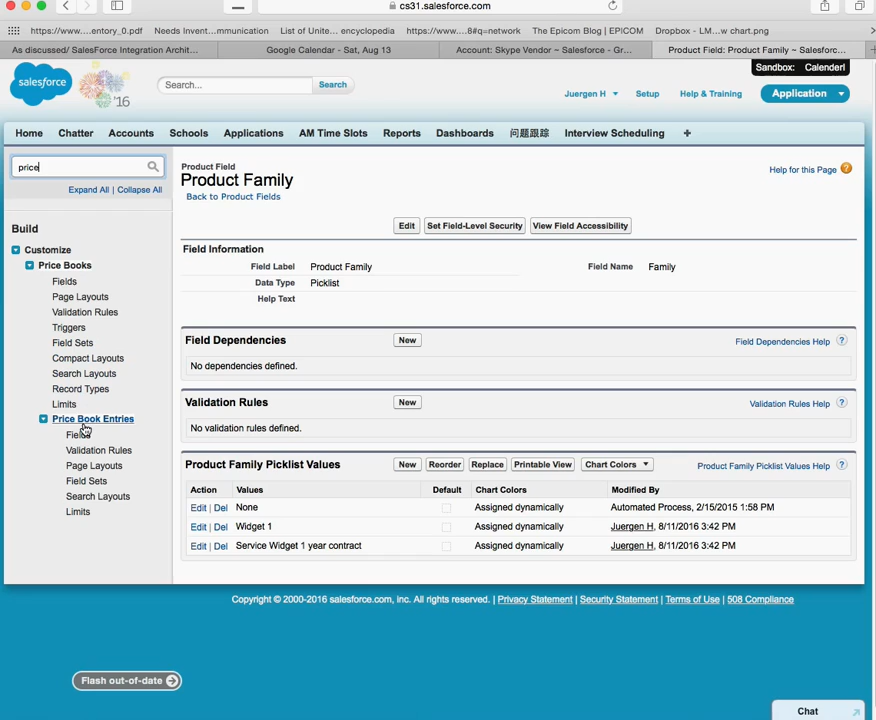 cs31.salesforce.com
https://www....entory_0.pdf Needs Invent...mmunication List of Unite... encyclopedia https://www....8#q=network The Epicom Blog | EPICOM Dropbox - LM...w chart.png
As discussed/ SalesForce Integration Archit... Google Calendar - Sat, Aug 13 Account: Skype Vendor ~ Salesforce - Gr... Product Field: Product Family ~ Salesforc...
Sandbox: Calenderl
salesforce
'16
Search... Search
Juergen H Setup Help & Training Application
Home Chatter Accounts Schools Applications AM Time Slots Reports Dashboards 问题跟踪 Interview Scheduling +
price
Expand All | Collapse All
Build
Customize
Price Books
Fields
Page Layouts
Validation Rules
Triggers
Field Sets
Compact Layouts
Search Layouts
Record Types
Limits
Price Book Entries
Fields
Validation Rules
Page Layouts
Field Sets
Search Layouts
Limits
Product Field
Product Family
Back to Product Fields
Help for this Page ?
Edit Set Field-Level Security View Field Accessibility
Field Information
Field Label Product Family Field Name Family
Data Type Picklist
Help Text
Field Dependencies New Field Dependencies Help ?
No dependencies defined.
Validation Rules New Validation Rules Help ?
No validation rules defined.
Product Family Picklist Values New Reorder Replace Printable View Chart Colors Product Family Picklist Values Help ?
Action Values Default Chart Colors Modified By
Edit | Del None Assigned dynamically Automated Process, 2/15/2015 1:58 PM
Edit | Del Widget 1 Assigned dynamically Juergen H, 8/11/2016 3:42 PM
Edit | Del Service Widget 1 year contract Assigned dynamically Juergen H, 8/11/2016 3:42 PM
Copyright © 2000-2016 salesforce.com, inc. All rights reserved. | Privacy Statement | Security Statement | Terms of Use | 508 Compliance
Flash out-of-date
Chat